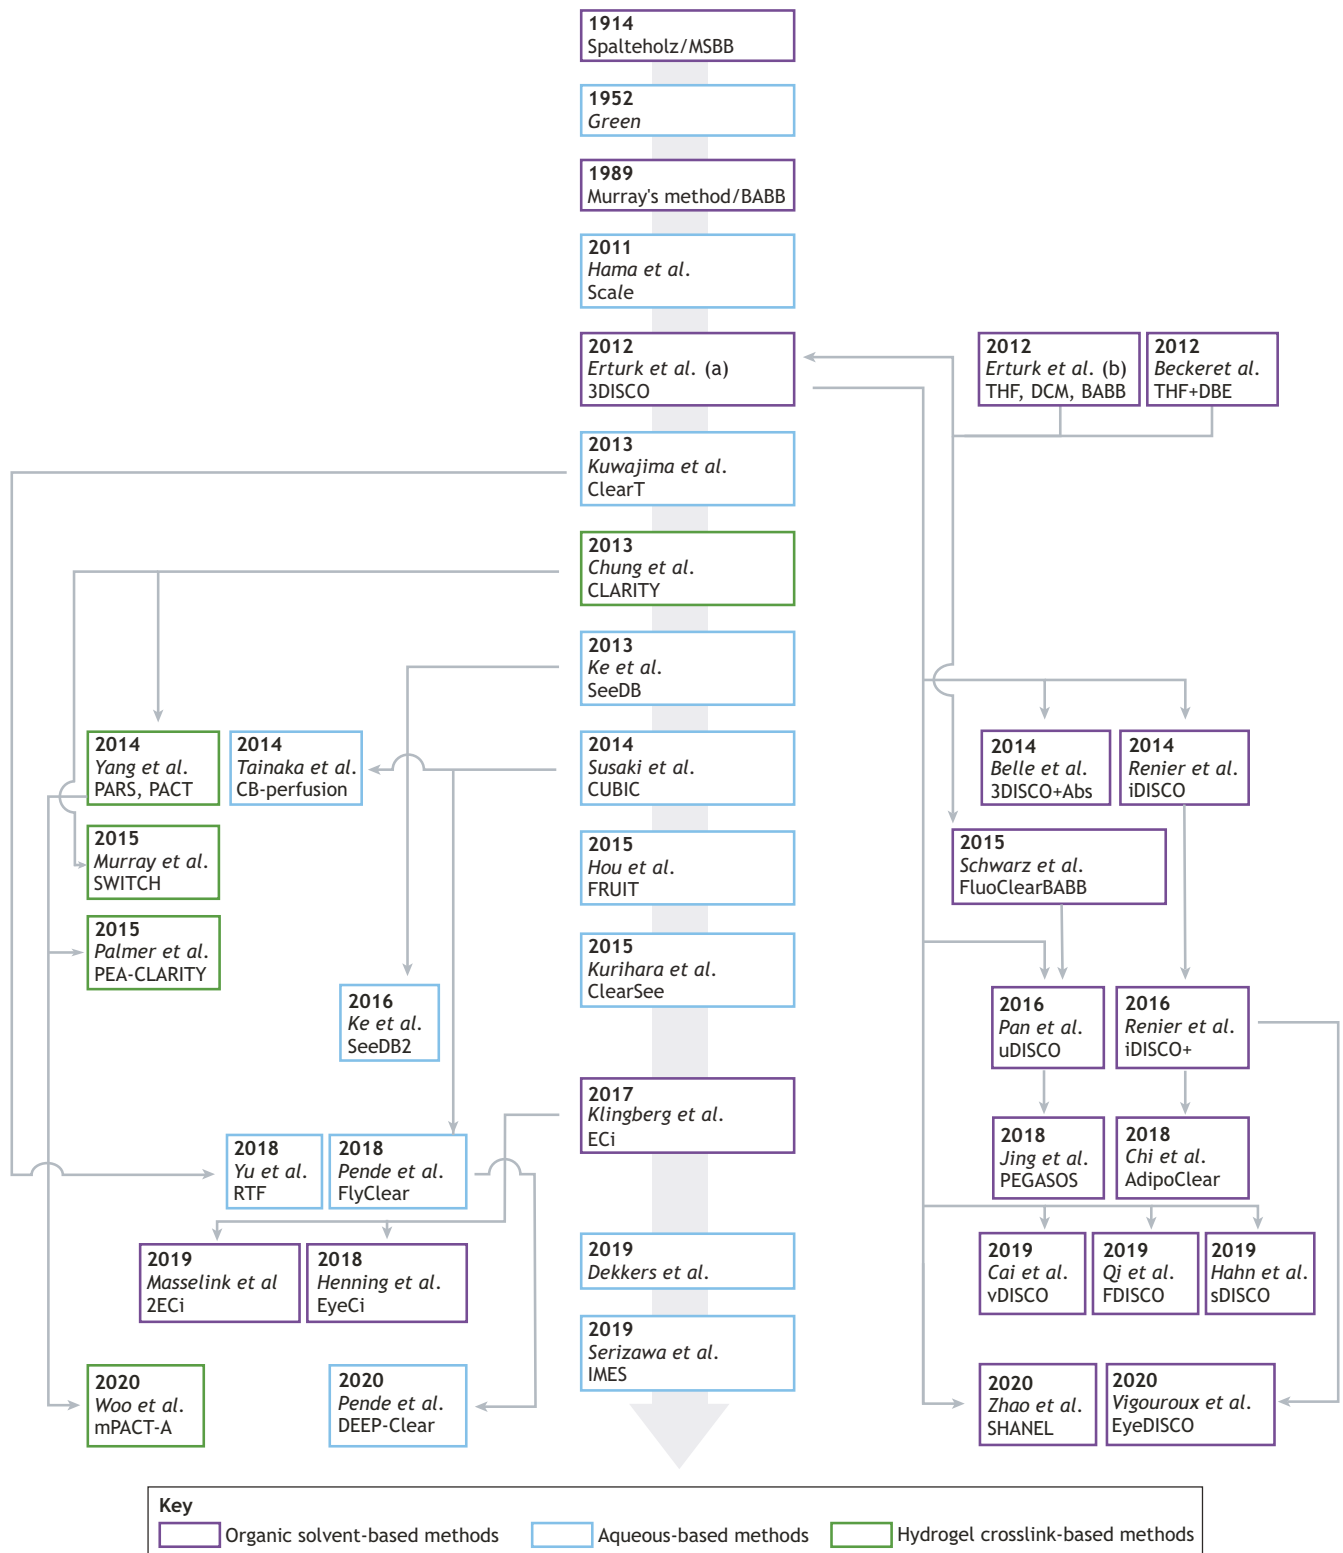 1914
Spalteholz/MSBB
1952
Green
1989
Murray's method/BABB
2011
Hama et al.
Scale
2012
Erturk et al. (a)
3DISCO
2012
Erturk et al. (b)
THF, DCM, BABB
2012
Beckeret al.
THF+DBE
2013
Kuwajima et al.
ClearT
2013
Chung et al.
CLARITY
2013
Ke et al.
SeeDB
2014
Yang et al.
PARS, PACT
2014
Tainaka et al.
CB-perfusion
2014
Susaki et al.
CUBIC
2014
Belle et al.
3DISCO+Abs
2014
Renier et al.
iDISCO
2015
Murray et al.
SWITCH
2015
Hou et al.
FRUIT
2015
Schwarz et al.
FluoClearBABB
2015
Palmer et al.
PEA-CLARITY
2015
Kurihara et al.
ClearSee
2016
Ke et al.
SeeDB2
2016
Pan et al.
uDISCO
2016
Renier et al.
iDISCO+
2017
Klingberg et al.
ECi
2018
Yu et al.
RTF
2018
Pende et al.
FlyClear
2018
Jing et al.
PEGASOS
2018
Chi et al.
AdipoClear
2019
Masselink et al
2ECi
2018
Henning et al.
EyeCi
2019
Dekkers et al.
2019
Cai et al.
vDISCO
2019
Qi et al.
FDISCO
2019
Hahn et al.
sDISCO
2019
Serizawa et al.
IMES
2020
Woo et al.
mPACT-A
2020
Pende et al.
DEEP-Clear
2020
Zhao et al.
SHANEL
2020
Vigouroux et al.
EyeDISCO
Key
Organic solvent-based methods
Aqueous-based methods
Hydrogel crosslink-based methods